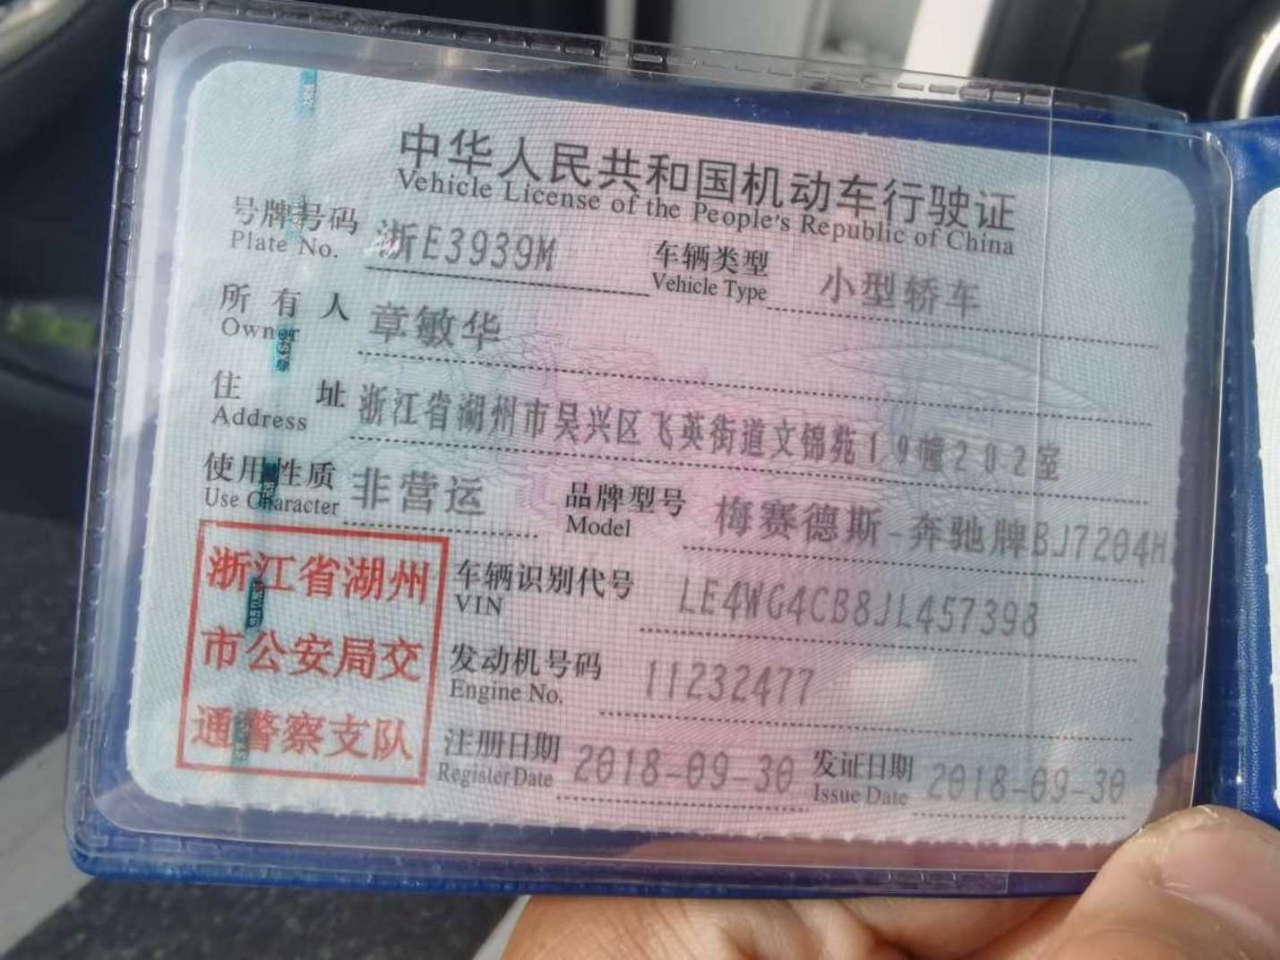 中华人民共和国机动车行驶证
Vehicle License of the People's Republic of China
号牌号码 浙E3939M 车辆类型 小型轿车
Plate No. Vehicle Type
所有人 章敏华
Owner
住址 浙江省湖州市吴兴区飞英街道文锦苑19幢202室
Address
使用性质 非营运 品牌型号 梅赛德斯-奔驰牌BJ7204H
Use Character Model
浙江省湖州
市公安局交
通警察支队
车辆识别代号 LE4WG4CB8JL457398
VIN
发动机号码 11232477
Engine No.
注册日期 2018-09-30 发证日期 2018-09-30
Register Date Issue Date